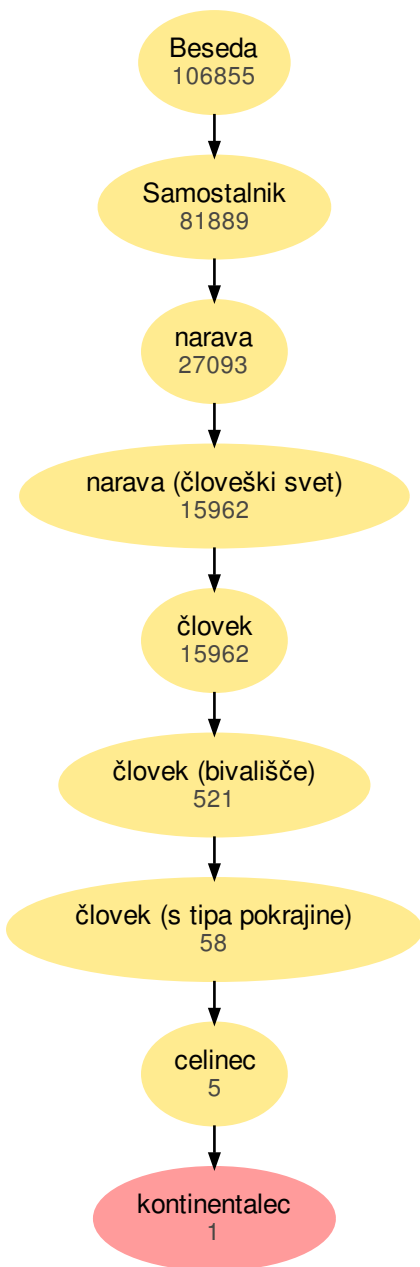 Beseda
106855
Samostalnik
81889
narava
27093
narava (človeški svet)
15962
človek
15962
človek (bivališče)
521
človek (s tipa pokrajine)
58
celinec
5
kontinentalec
1